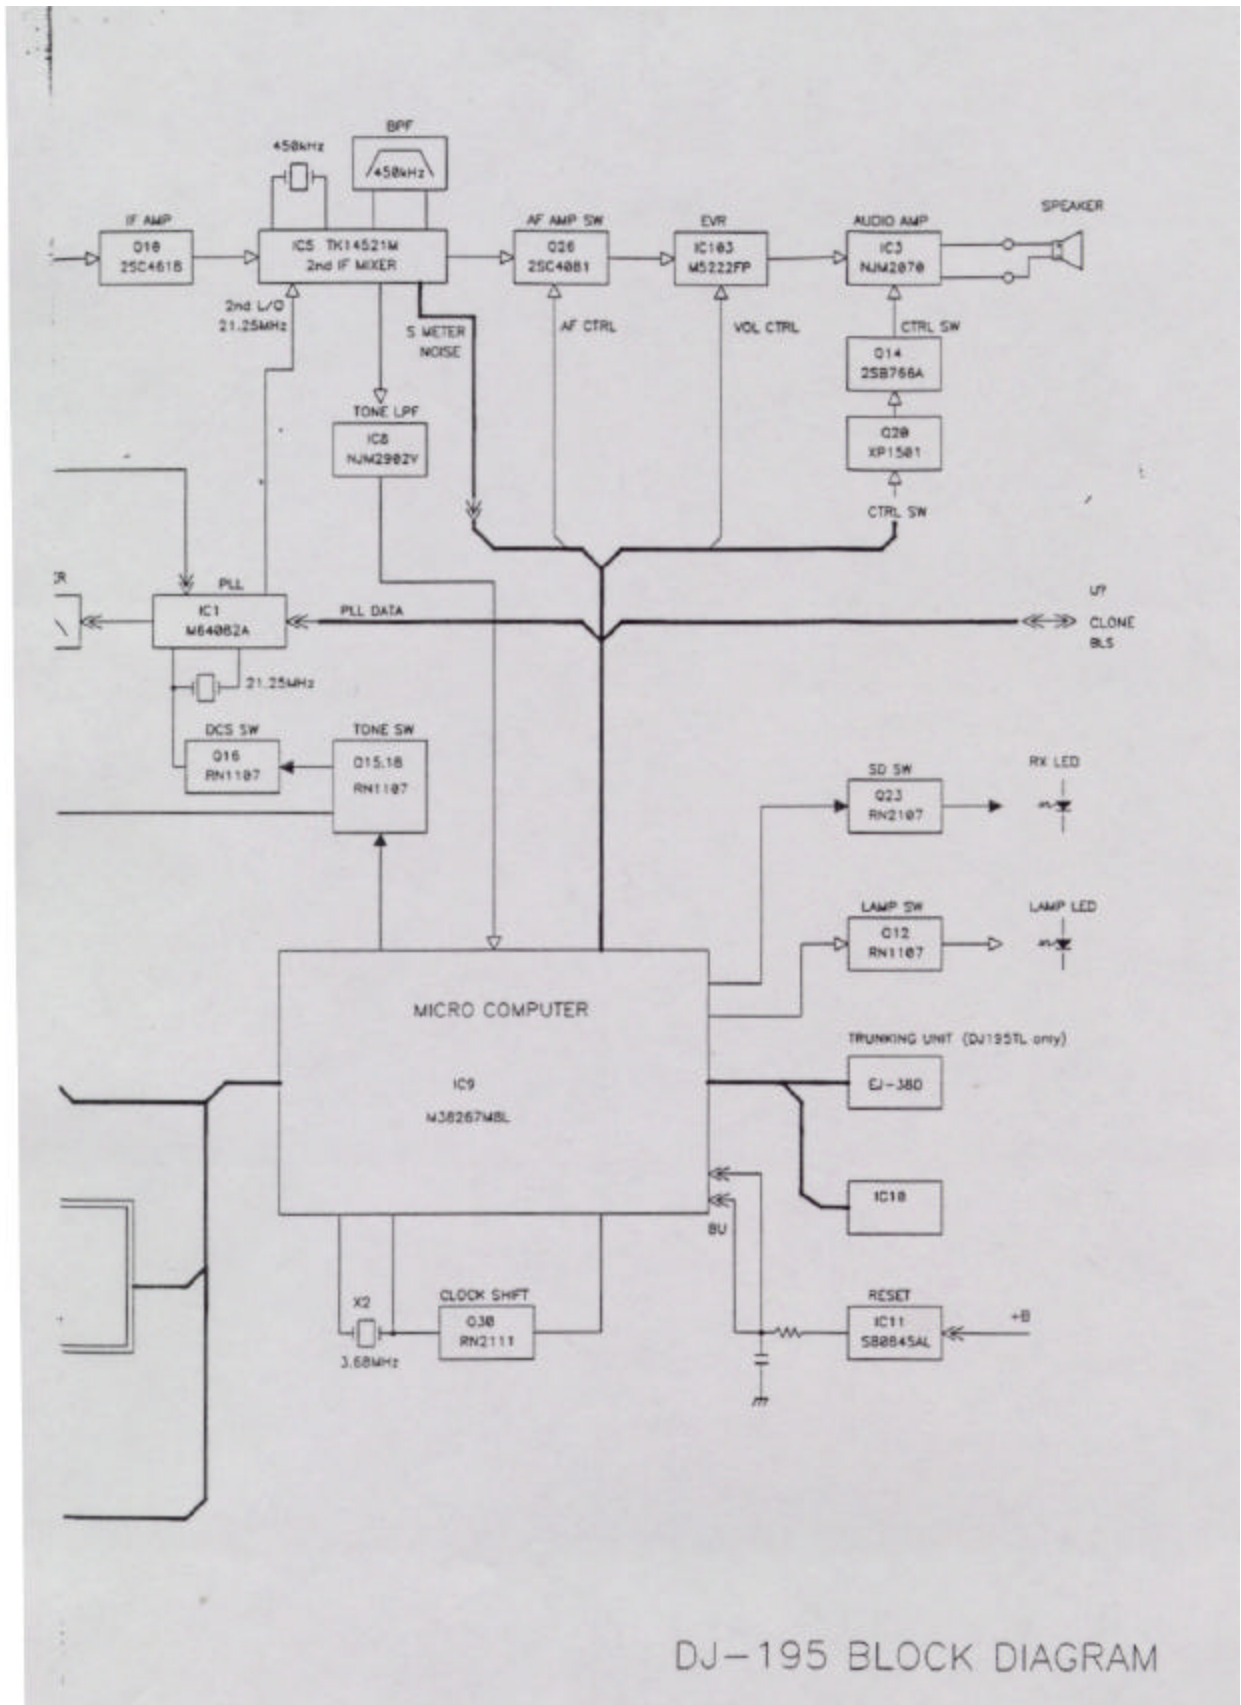 BPF
450kHz
450kHz
IF AMP
Q10
2SC4618
IC5 TK14521M
2nd IF MIXER
AF AMP SW
Q26
2SC4081
EVR
IC103
M5222FP
AUDIO AMP
IC3
NJM2070
SPEAKER
2nd L/O
21.25MHz
S METER
NOISE
AF CTRL
VOL CTRL
CTRL SW
Q14
2SB766A
TONE LPF
IC8
NJM2902V
Q20
XP1501
CTRL SW
PLL
IC1
M64082A
PLL DATA
U?
CLONE
BLS
21.25MHz
DCS SW
Q16
RN1107
TONE SW
Q15,18
RN1107
SD SW
Q23
RN2107
RX LED
LAMP SW
Q12
RN1107
LAMP LED
MICRO COMPUTER
IC9
M38267M8L
TRUNKING UNIT (DJ195TL only)
EJ-38D
IC10
BU
X2
3.68MHz
CLOCK SHIFT
Q30
RN2111
RESET
IC11
S80845AL
+B
DJ-195 BLOCK DIAGRAM